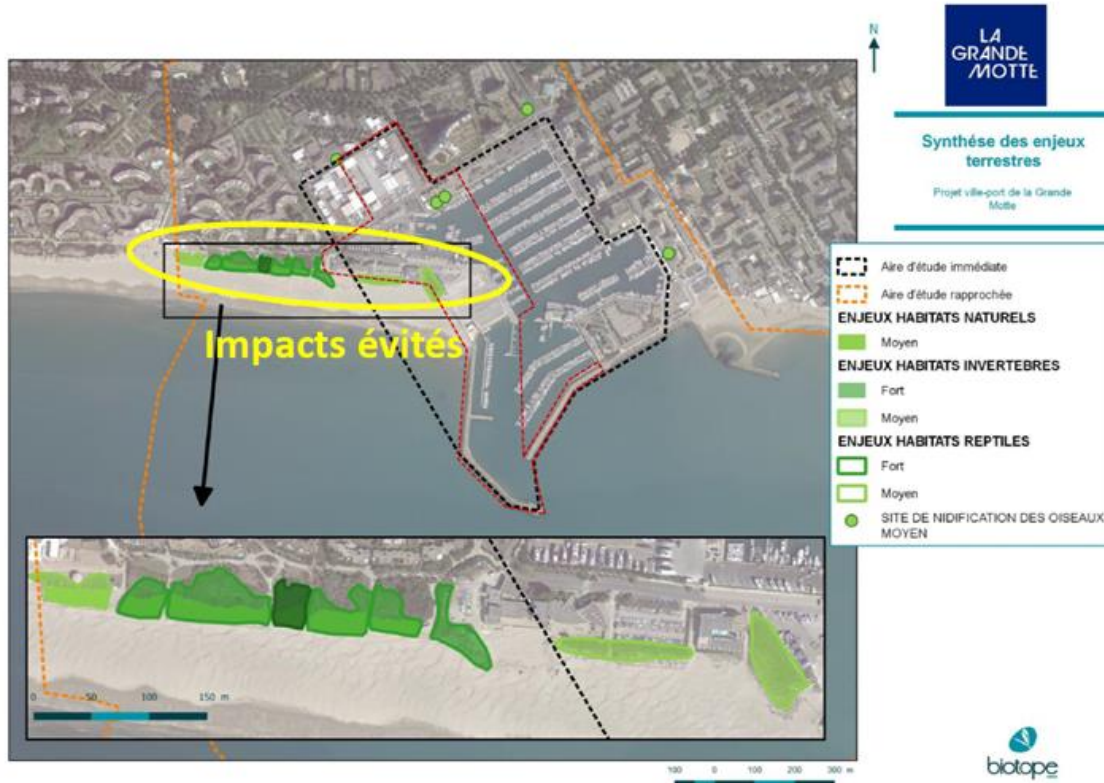 N
LA
GRANDE
MOTTE
Synthése des enjeux
terrestres
Projet ville-port de la Grande
Motte
Aire d'étude immédiate
Aire d'étude rapprochée
ENJEUX HABITATS NATURELS
Moyen
ENJEUX HABITATS INVERTEBRES
Fort
Moyen
ENJEUX HABITATS REPTILES
Fort
Moyen
SITE DE NIDIFICATION DES OISEAUX
MOYEN
Impacts évités
0 50 100 150 m
100 0 100 200 300 m
biotope